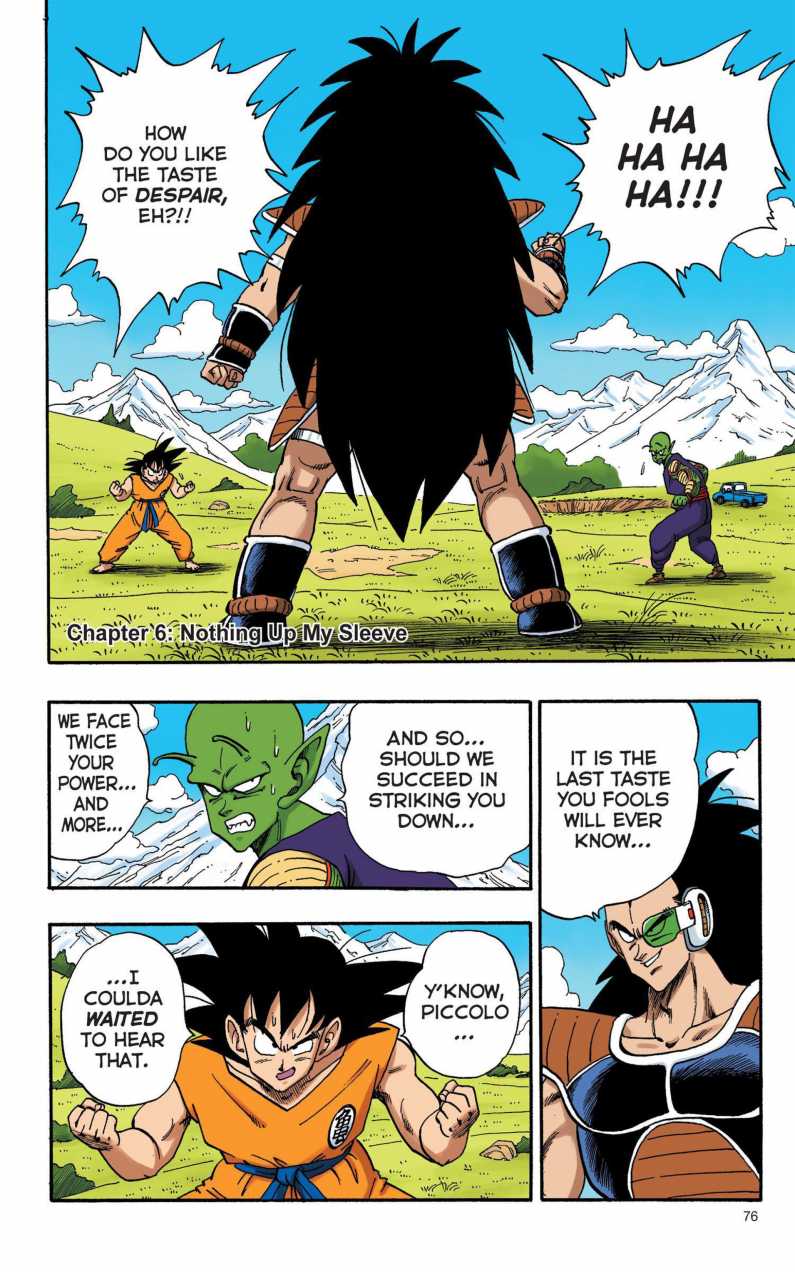 HA
HA HA
HA!!!
HOW
DO YOU LIKE
THE TASTE
OF DESPAIR,
EH?!!
Chapter 6: Nothing Up My Sleeve
IT IS THE
LAST TASTE
YOU FOOLS
WILL EVER
KNOW...
AND SO...
SHOULD WE
SUCCEED IN
STRIKING YOU
DOWN...
WE FACE
TWICE
YOUR
POWER...
AND
MORE...
Y'KNOW,
PICCOLO
...
...I
COULDA
WAITED
TO HEAR
THAT.
悟
76